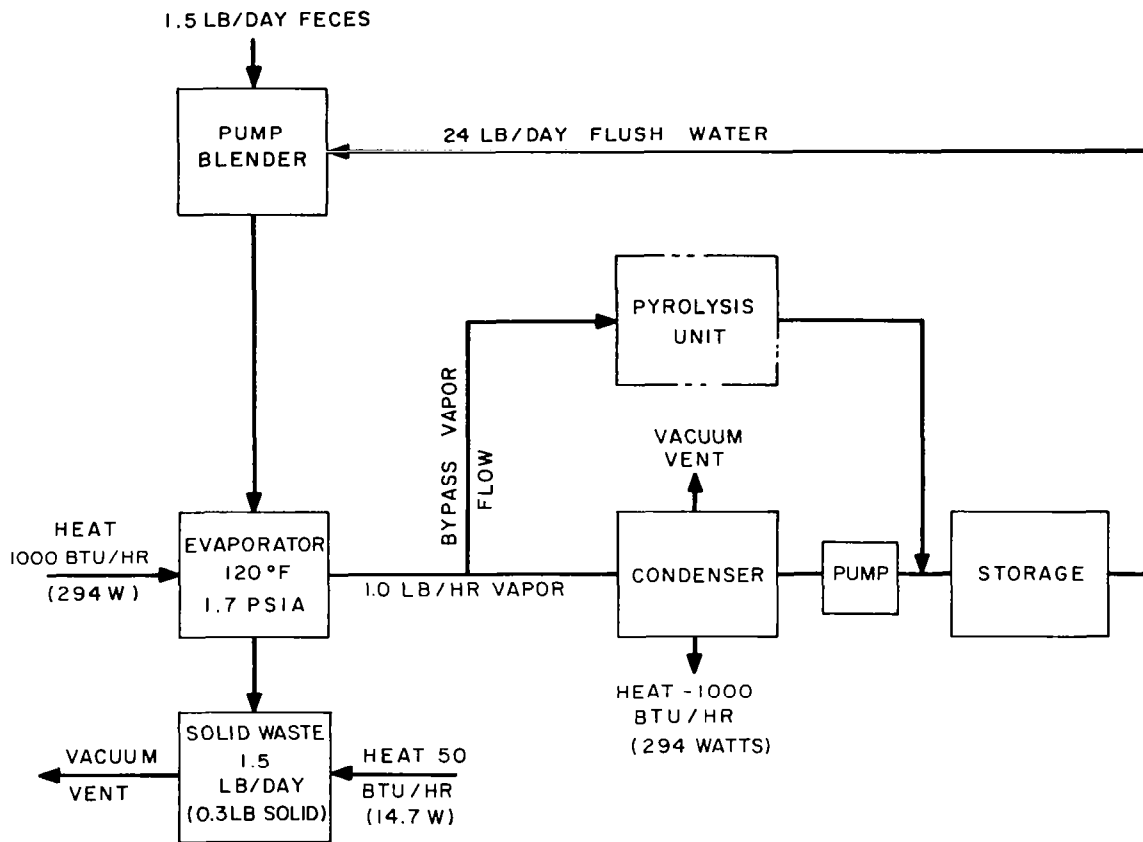 1.5 LB/DAY FECES
PUMP
BLENDER
24 LB/DAY FLUSH WATER
PYROLYSIS
UNIT
BYPASS VAPOR
FLOW
VACUUM
VENT
HEAT
1000 BTU/HR
(294 W)
EVAPORATOR
120°F
1.7 PSIA
1.0 LB/HR VAPOR
CONDENSER
PUMP
STORAGE
HEAT -1000
BTU/HR
(294 WATTS)
SOLID WASTE
1.5
LB/DAY
(0.3LB SOLID)
VACUUM
VENT
HEAT 50
BTU/HR
(14.7 W)